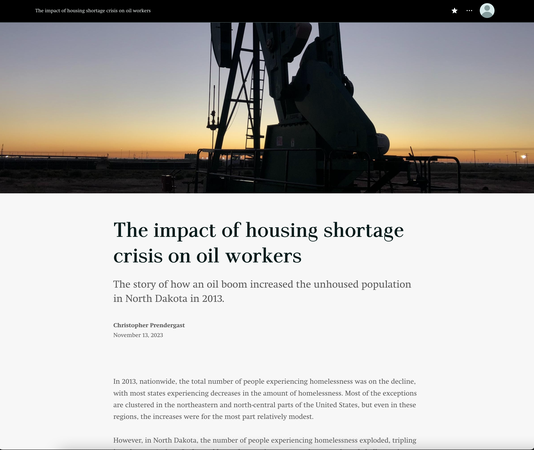 The impact of housing shortage crisis on oil workers
The impact of housing shortage
crisis on oil workers
The story of how an oil boom increased the unhoused population
in North Dakota in 2013.
Christopher Prendergast
November 13, 2023
In 2013, nationwide, the total number of people experiencing homelessness was on the decline,
with most states experiencing decreases in the amount of homelessness. Most of the exceptions
are clustered in the northeastern and north-central parts of the United States, but even in these
regions, the increases were for the most part relatively modest.
However, in North Dakota, the number of people experiencing homelessness exploded, tripling